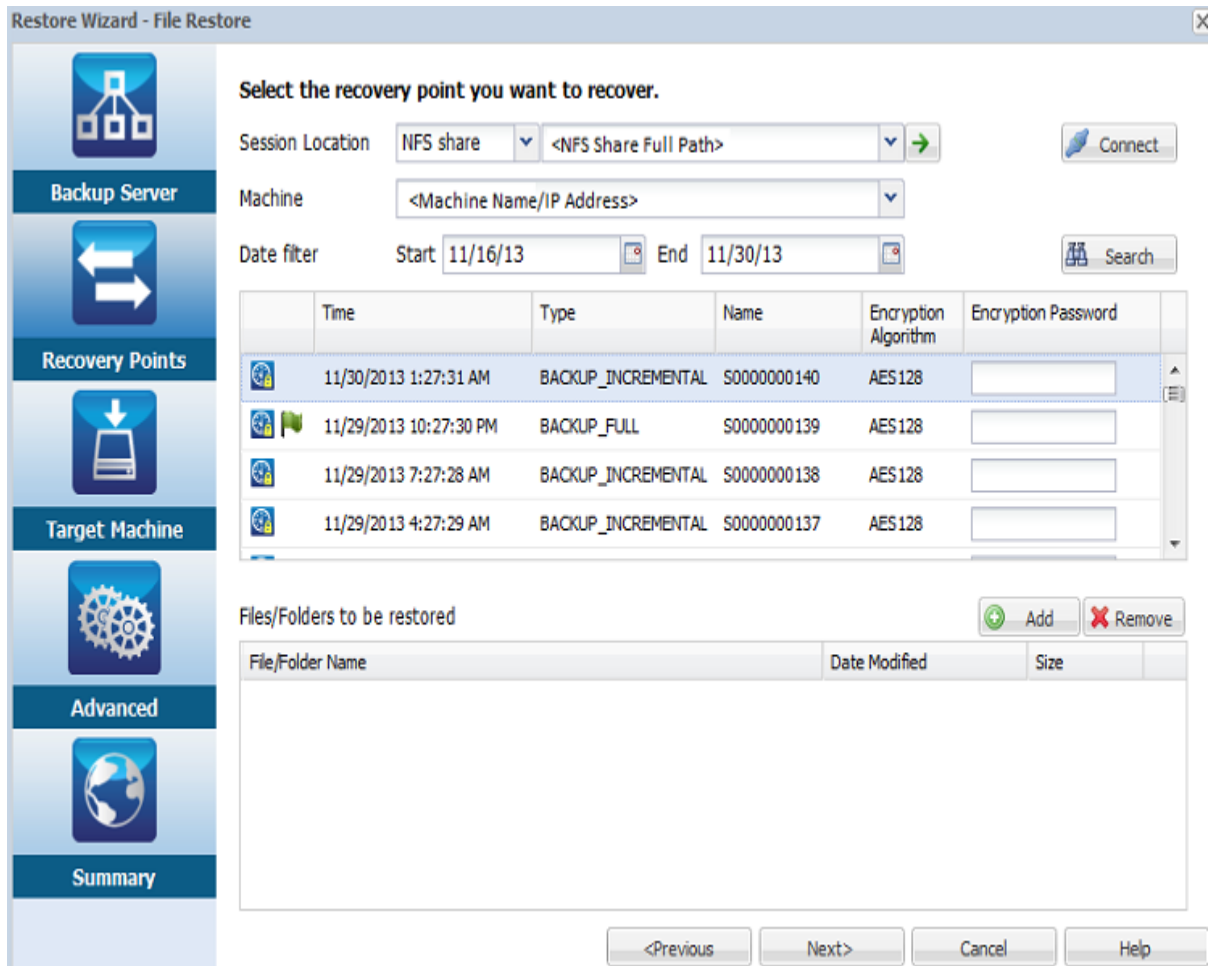 Restore Wizard - File Restore
Backup Server
Recovery Points
Target Machine
Advanced
Summary
Select the recovery point you want to recover.
Session Location NFS share <NFS Share Full Path> Connect
Machine <Machine Name/IP Address>
Date filter Start 11/16/13 End 11/30/13 Search
Time Type Name Encryption Algorithm Encryption Password
11/30/2013 1:27:31 AM BACKUP_INCREMENTAL S0000000140 AES128
11/29/2013 10:27:30 PM BACKUP_FULL S0000000139 AES128
11/29/2013 7:27:28 AM BACKUP_INCREMENTAL S0000000138 AES128
11/29/2013 4:27:29 AM BACKUP_INCREMENTAL S0000000137 AES128
Files/Folders to be restored Add Remove
File/Folder Name Date Modified Size
<Previous Next> Cancel Help